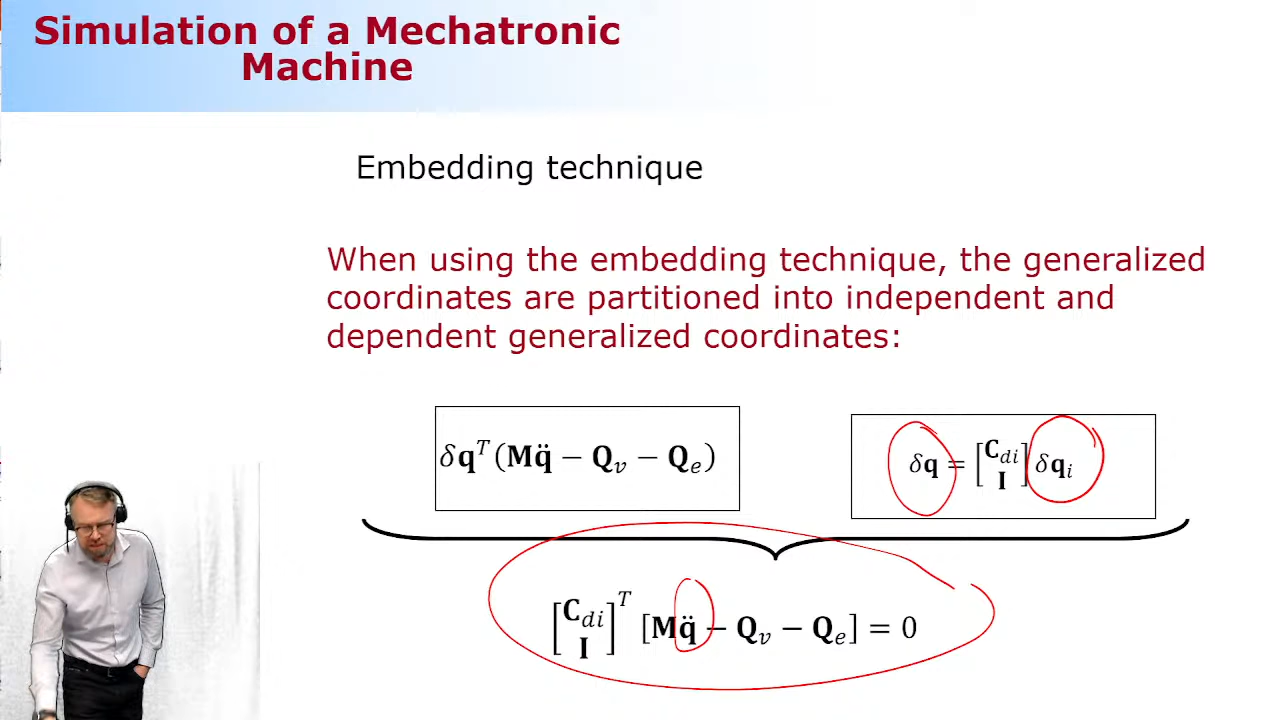 Simulation of a Mechatronic
Machine
Embedding technique
When using the embedding technique, the generalized
coordinates are partitioned into independent and
dependent generalized coordinates:
δq^T(Mq̈ − Q_v − Q_e)
δq = [C_di I] δq_i
[C_di I]^T [Mq̈ − Q_v − Q_e] = 0